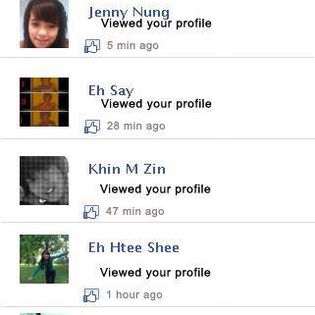 Jenny Nung
Viewed your profile
5 min ago
Eh Say
Viewed your profile
28 min ago
Khin M Zin
Viewed your profile
47 min ago
Eh Htee Shee
Viewed your profile
1 hour ago